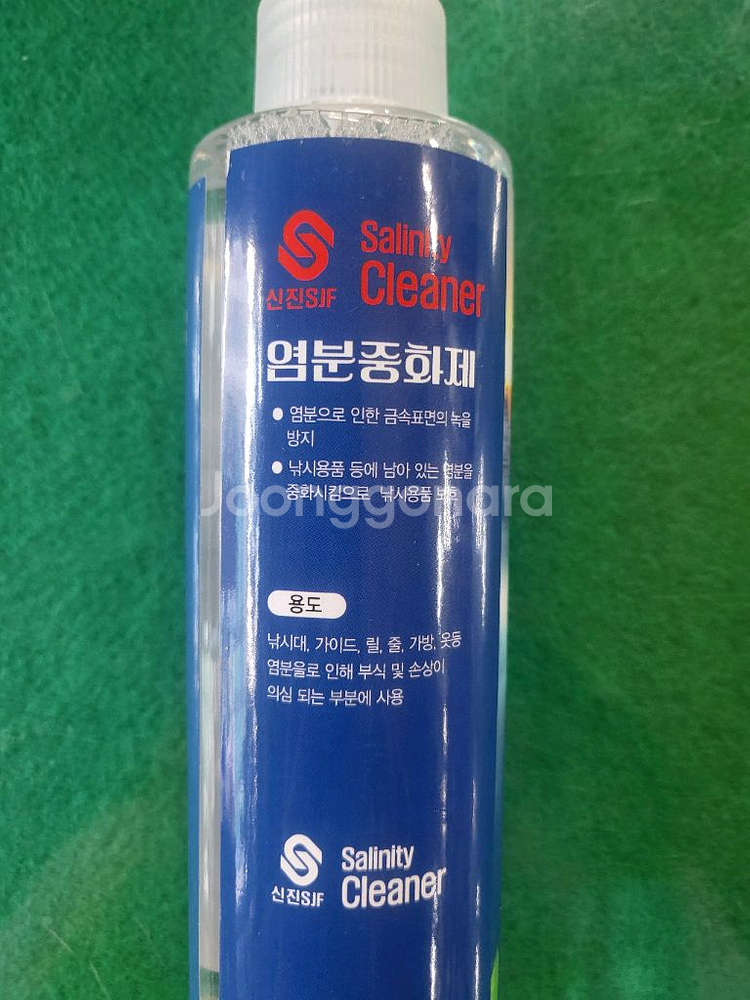 Salinity
Cleaner
신진SJF
염분중화제
● 염분으로 인한 금속표면의 녹을
방지
● 낚시용품 등에 남아 있는 염분을
중화시킴으로 낚시용품 보호
Joonggonara
용도
낚시대, 가이드, 릴, 줄, 가방, 옷등
염분을로 인해 부식 및 손상이
의심 되는 부분에 사용
Salinity
Cleaner
신진SJF